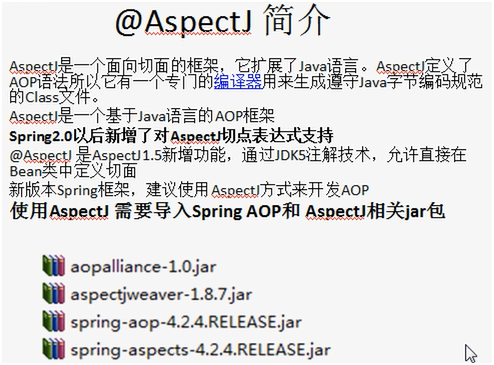 @AspectJ 简介
AspectJ是一个面向切面的框架，它扩展了Java语言。AspectJ定义了
AOP语法所以它有一个专门的编译器用来生成遵守Java字节编码规范
的Class文件。
AspectJ是一个基于Java语言的AOP框架
Spring2.0以后新增了对AspectJ切点表达式支持
@AspectJ 是AspectJ1.5新增功能，通过JDK5注解技术，允许直接在
Bean类中定义切面
新版本Spring框架，建议使用AspectJ方式来开发AOP
使用AspectJ 需要导入Spring AOP和 AspectJ相关jar包
aopalliance-1.0.jar
aspectjweaver-1.8.7.jar
spring-aop-4.2.4.RELEASE.jar
spring-aspects-4.2.4.RELEASE.jar